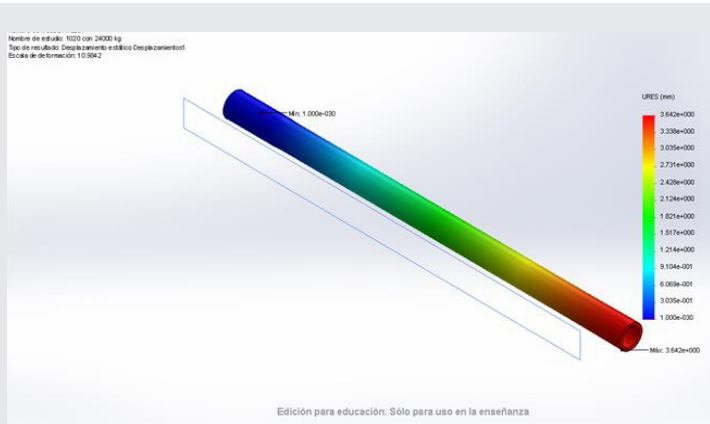 Nombre de estudio: 1020 con 24000 kg
Tipo de resultado: Desplazamiento estático Desplazamientos1
Escala de deformación: 10.9842
Mín: 1.000e-030
URES (mm)
3.642e+000
3.338e+000
3.035e+000
2.731e+000
2.428e+000
2.124e+000
1.821e+000
1.517e+000
1.214e+000
9.104e-001
6.069e-001
3.035e-001
1.000e-030
Máx: 3.642e+000
Edición para educación. Sólo para uso en la enseñanza